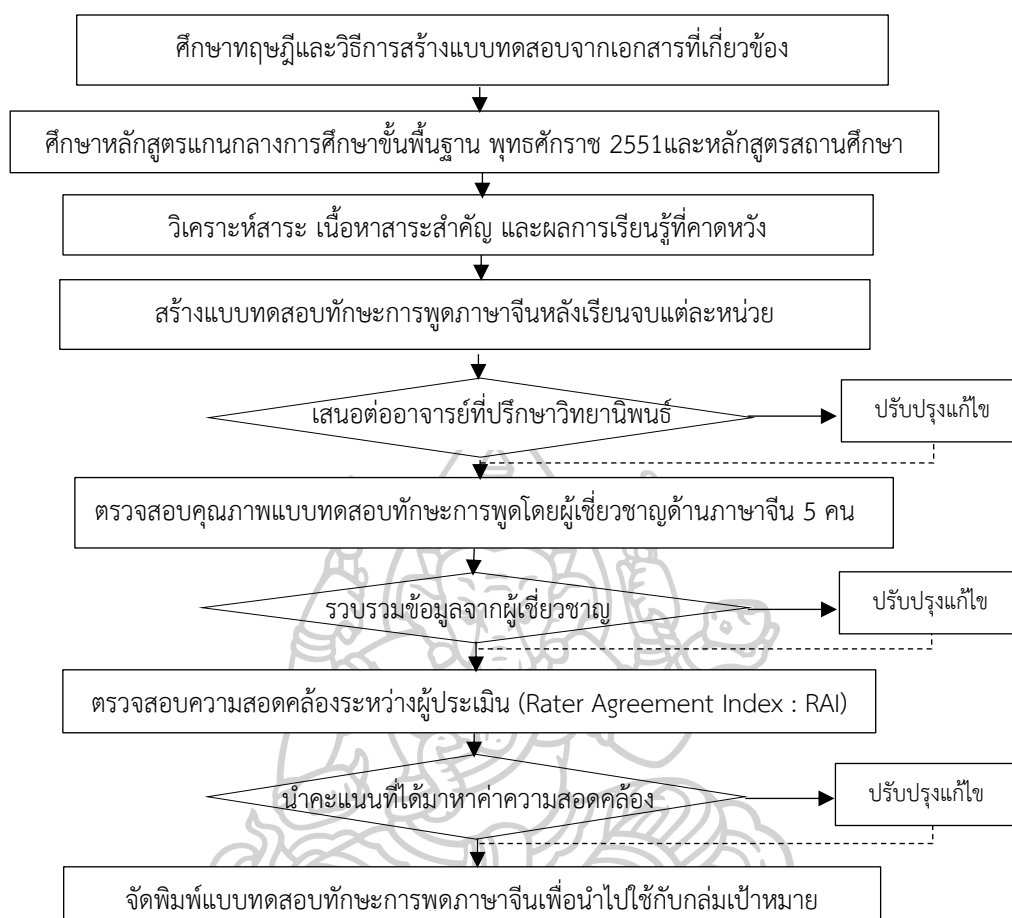 ศึกษาทฤษฎีและวิธีการสร้างแบบทดสอบจากเอกสารที่เกี่ยวข้อง
ศึกษาหลักสูตรแกนกลางการศึกษาขั้นพื้นฐาน พุทธศักราช 2551และหลักสูตรสถานศึกษา
วิเคราะห์สาระ เนื้อหาสาระสำคัญ และผลการเรียนรู้ที่คาดหวัง
สร้างแบบทดสอบทักษะการพูดภาษาจีนหลังเรียนจบแต่ละหน่วย
เสนอต่ออาจารย์ที่ปรึกษาวิทยานิพนธ์
ปรับปรุงแก้ไข
ตรวจสอบคุณภาพแบบทดสอบทักษะการพูดโดยผู้เชี่ยวชาญด้านภาษาจีน 5 คน
รวบรวมข้อมูลจากผู้เชี่ยวชาญ
ปรับปรุงแก้ไข
ตรวจสอบความสอดคล้องระหว่างผู้ประเมิน (Rater Agreement Index : RAI)
นำคะแนนที่ได้มาหาค่าความสอดคล้อง
ปรับปรุงแก้ไข
จัดพิมพ์แบบทดสอบทักษะการพูดภาษาจีนเพื่อนำไปใช้กับกลุ่มเป้าหมาย